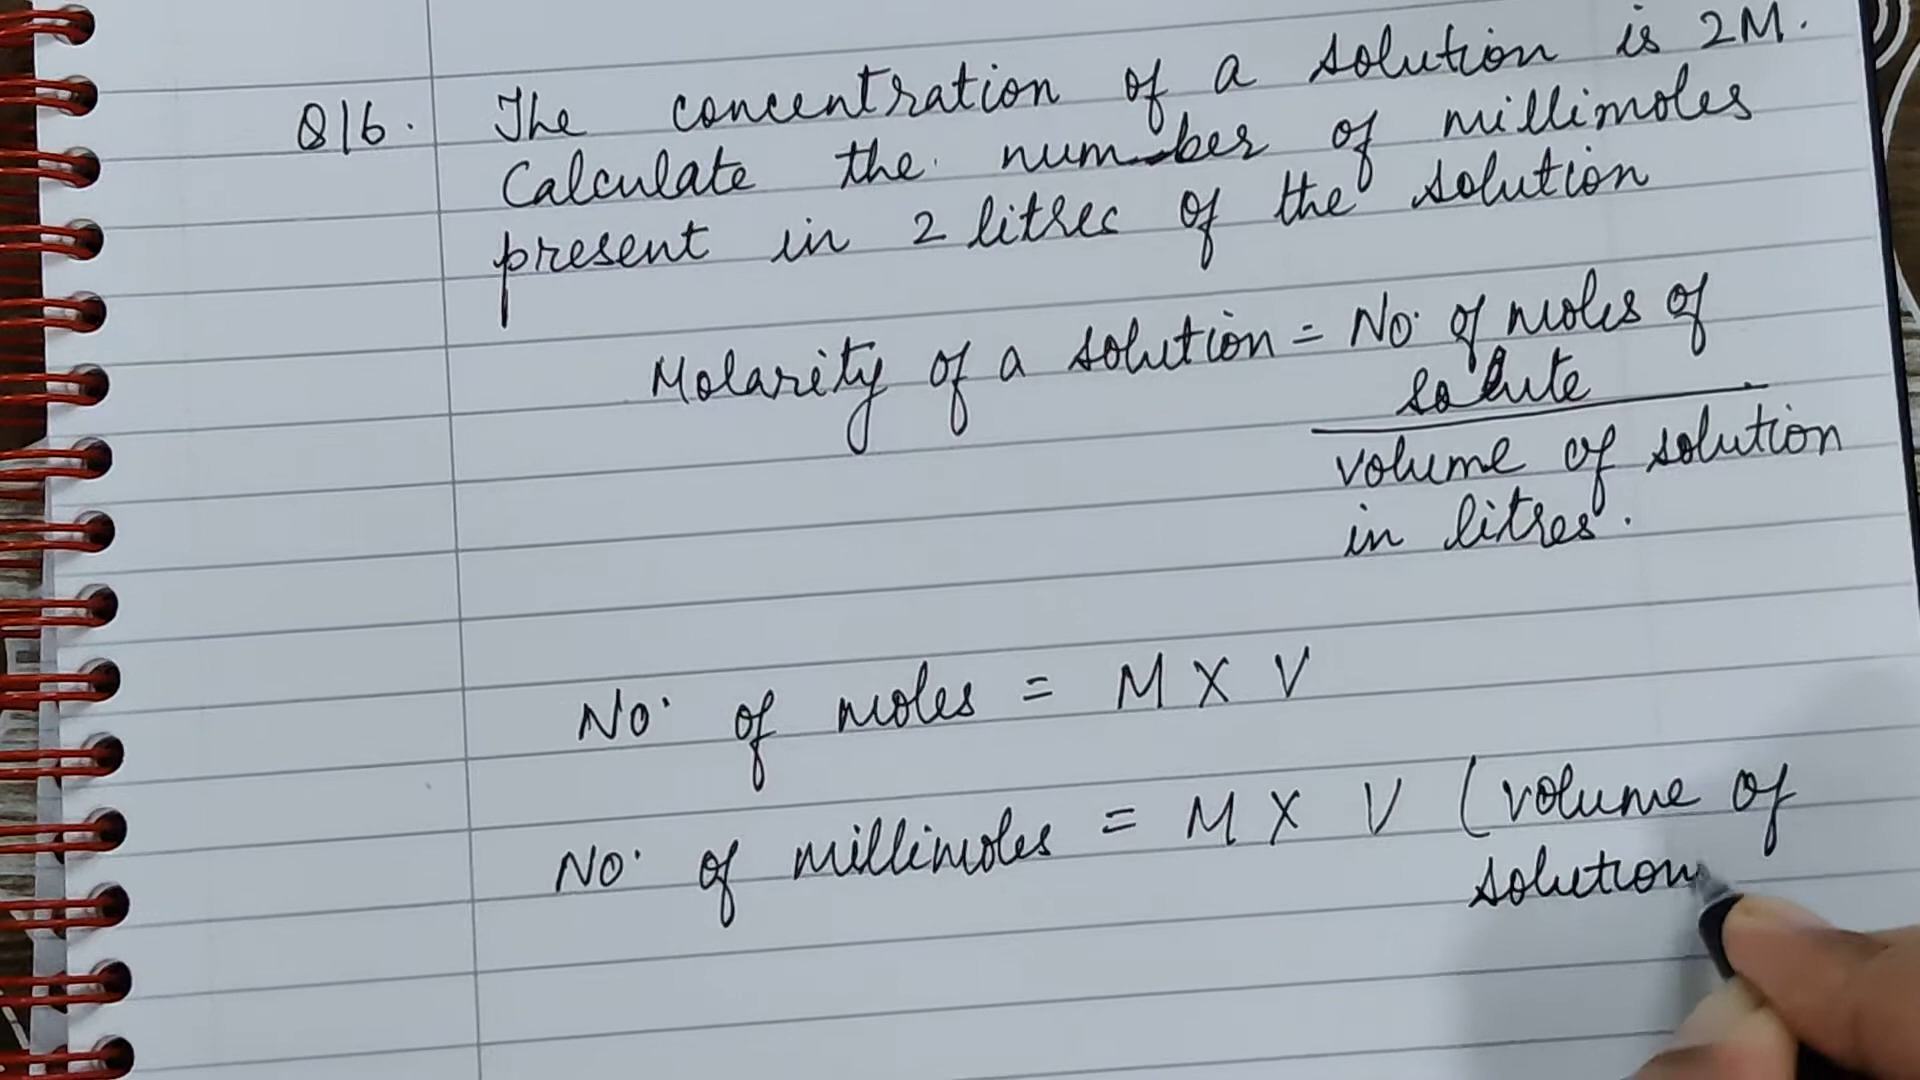 Q16. The concentration of a solution is 2M.
Calculate the number of millimoles
present in 2 litres of the solution
Molarity of a solution = No. of moles of
solute
volume of solution
in litres.
No. of moles = M X V
No. of millimoles = M X V (volume of
solution